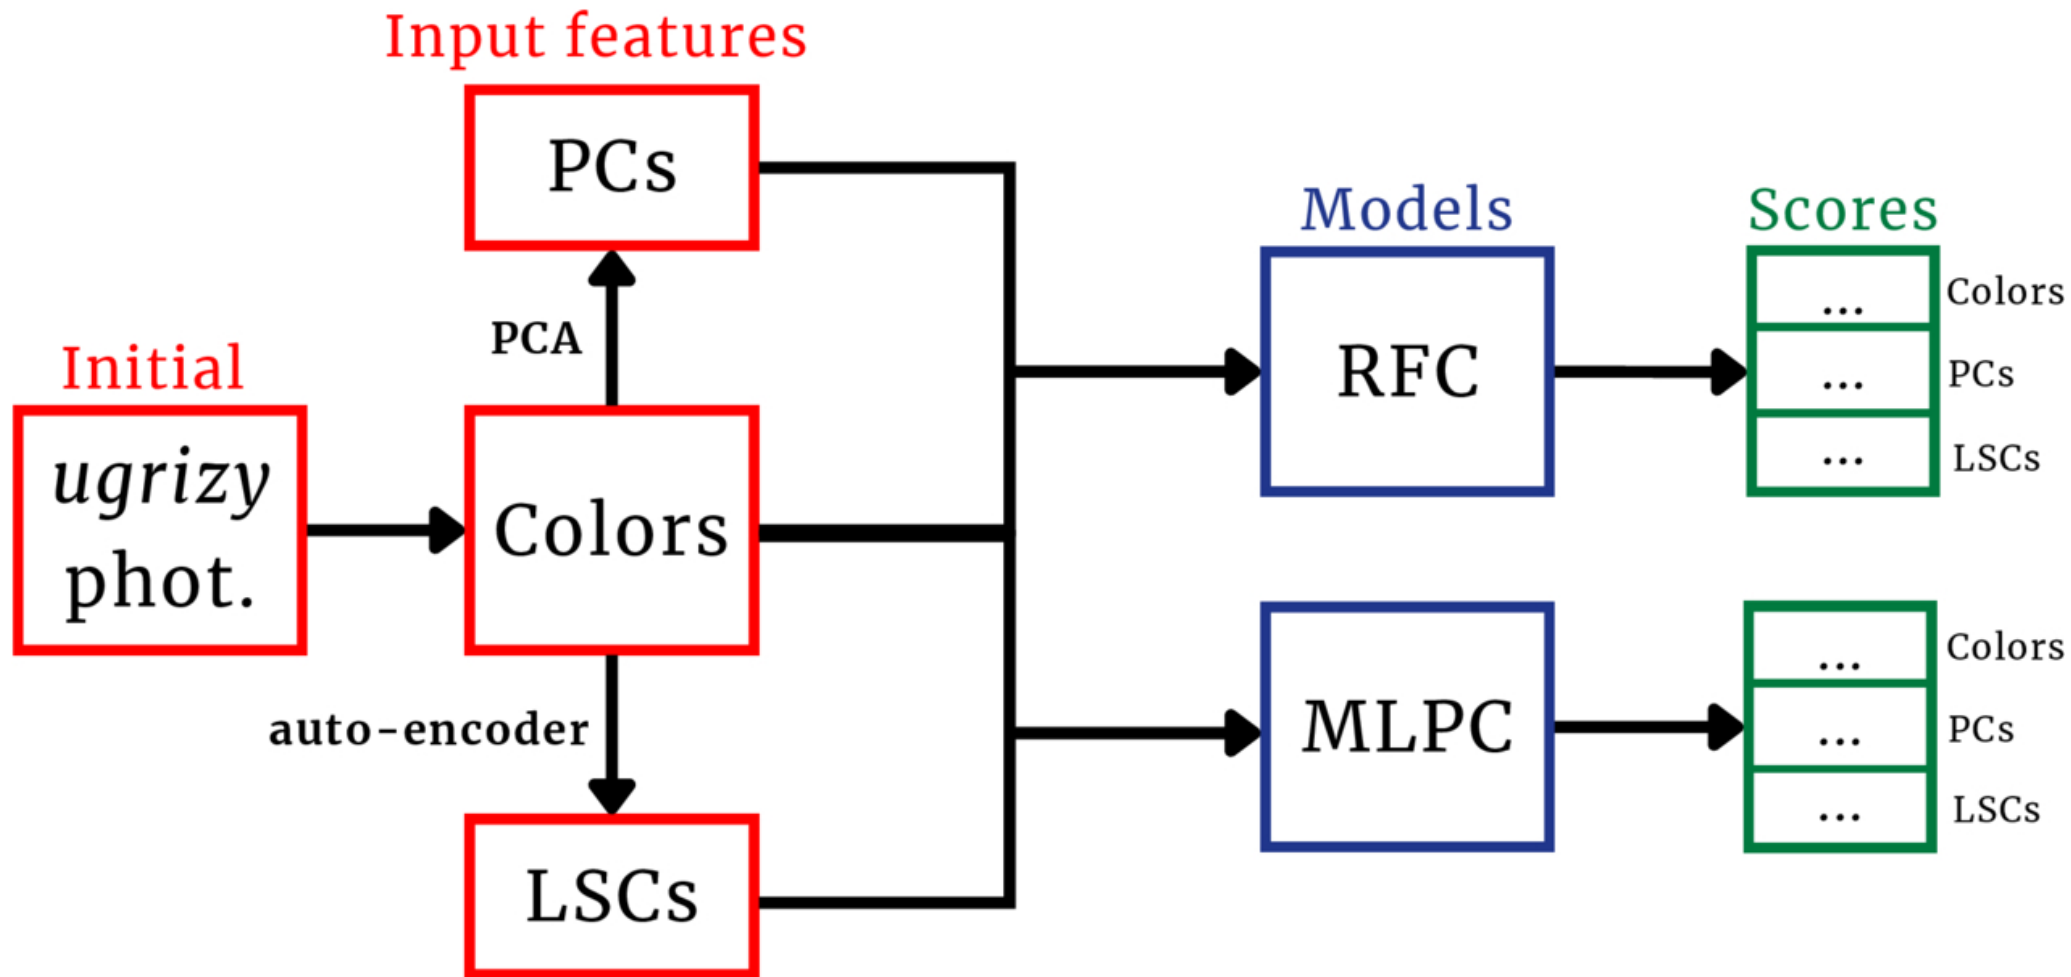 Input features
PCs
PCA
Initial
ugrizy
phot.
Colors
auto-encoder
LSCs
Models
RFC
MLPC
Scores
...
Colors
...
PCs
...
LSCs
...
Colors
...
PCs
...
LSCs